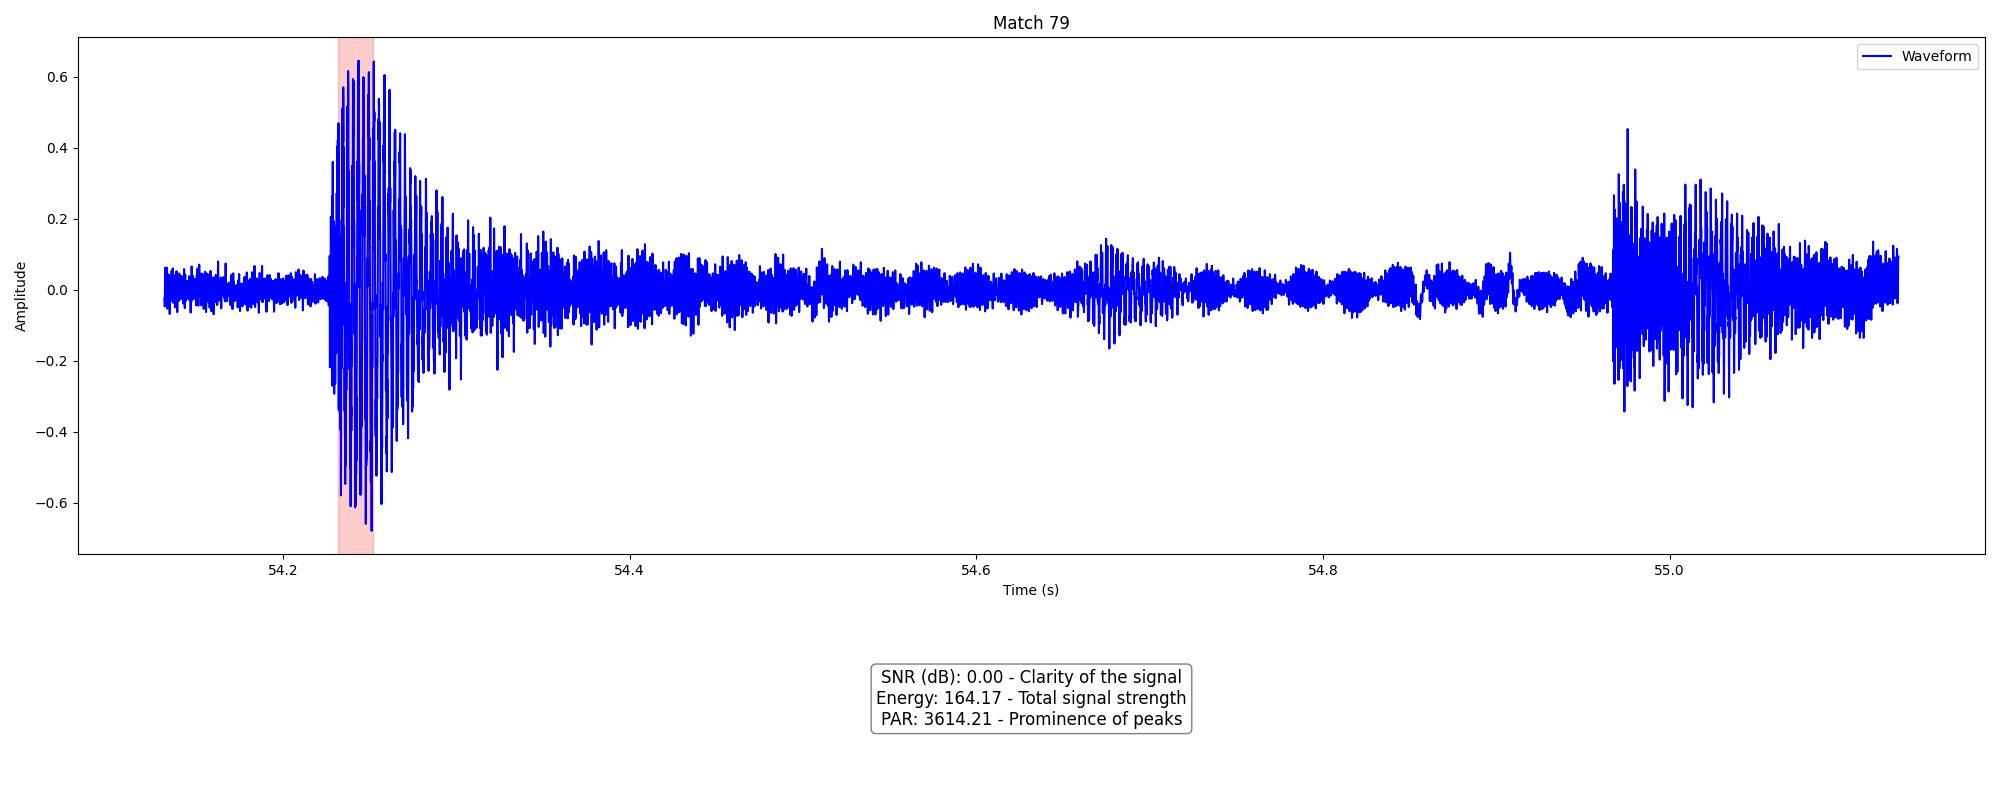 Match 79
Waveform
Amplitude
0.6
0.4
0.2
0.0
−0.2
−0.4
−0.6
54.2 54.4 54.6 54.8 55.0
Time (s)
SNR (dB): 0.00 - Clarity of the signal
Energy: 164.17 - Total signal strength
PAR: 3614.21 - Prominence of peaks